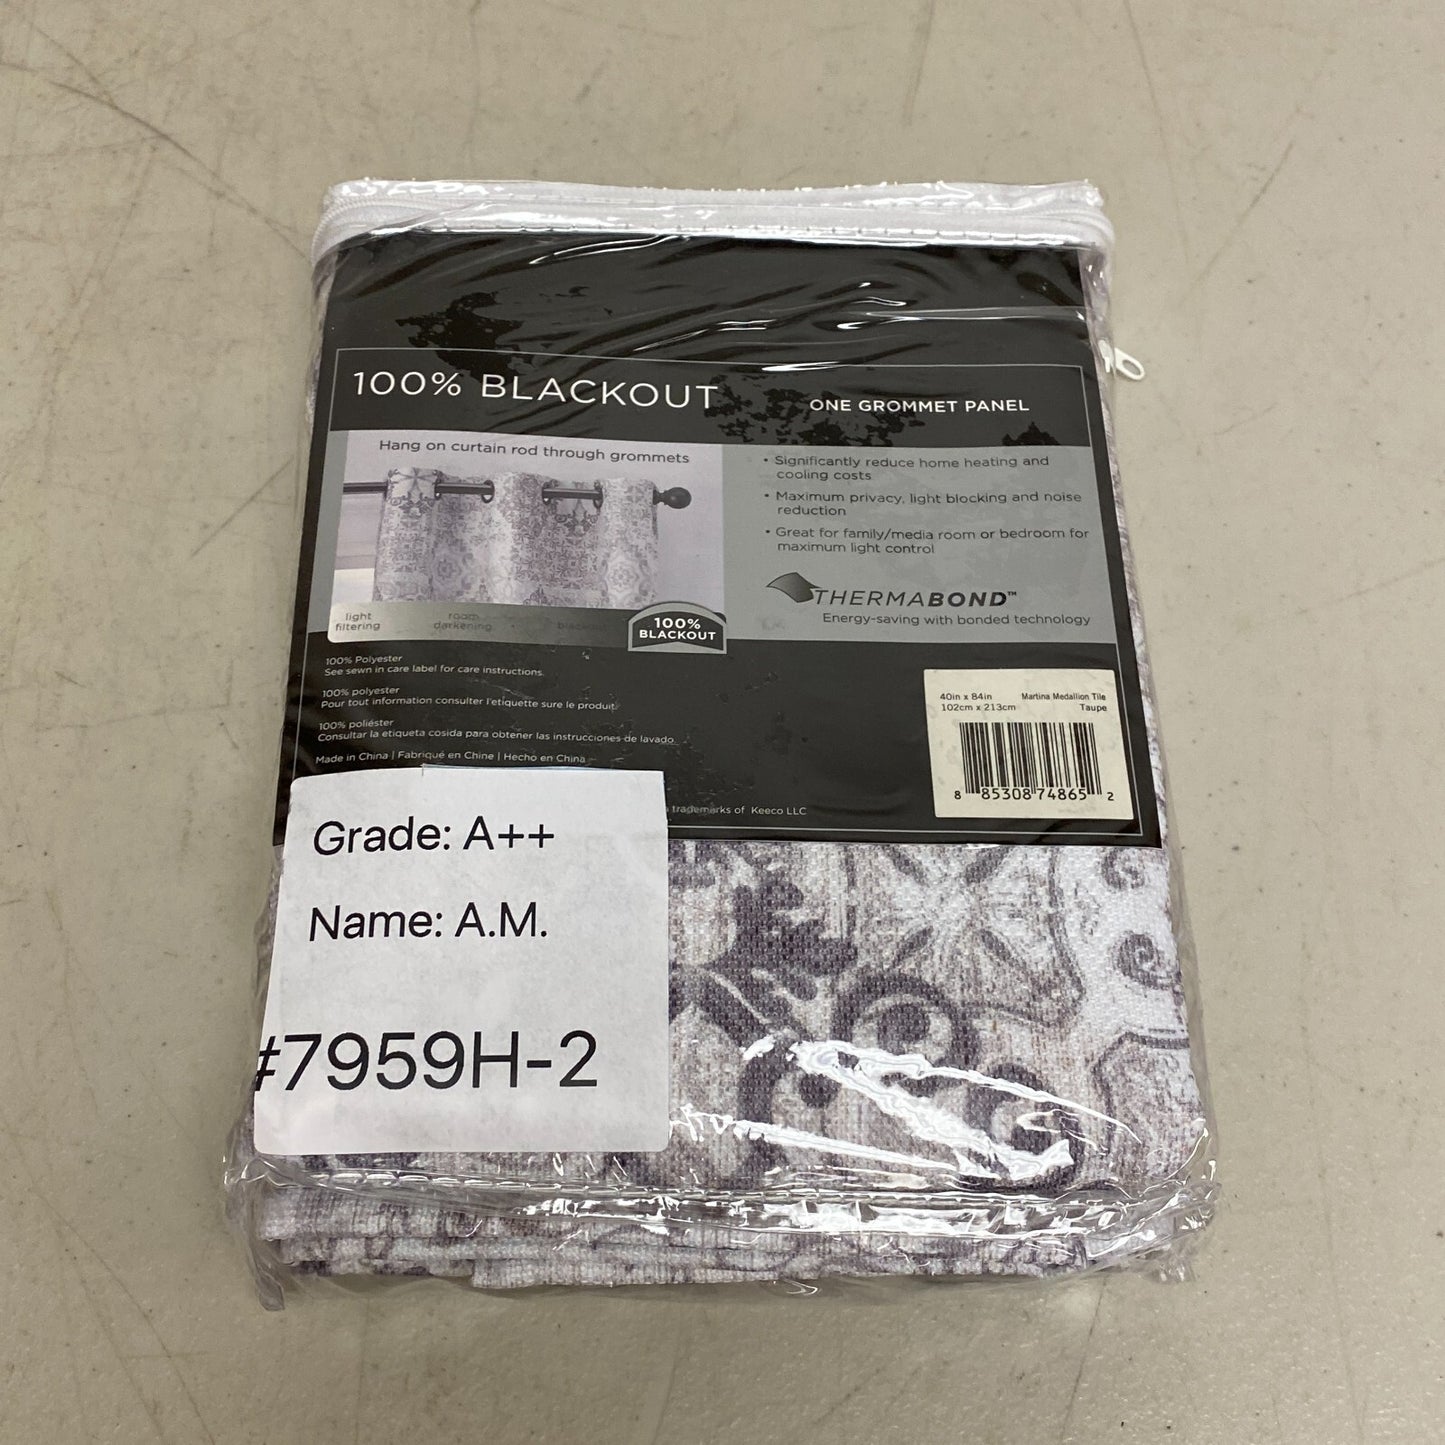 100% BLACKOUT
ONE GROMMET PANEL
Hang on curtain rod through grommets
• Significantly reduce home heating and
cooling costs
• Maximum privacy, light blocking and noise
reduction
• Great for family/media room or bedroom for
maximum light control
THERMABOND™
Energy-saving with bonded technology
light
filtering
room
darkening
blackout
100%
BLACKOUT
100% Polyester
See sewn in care label for care instructions.
100% polyester
Pour tout information consulter l'etiquette sure le produit.
100% poliéster
Consultar la etiqueta cosida para obtener las instrucciones de lavado.
Made in China | Fabriqué en Chine | Hecho en China
trademarks of Keeco LLC
40in x 84in Martina Medallion Tile
102cm x 213cm Taupe
8 85308 74865 2
Grade: A++
Name: A.M.
#7959H-2